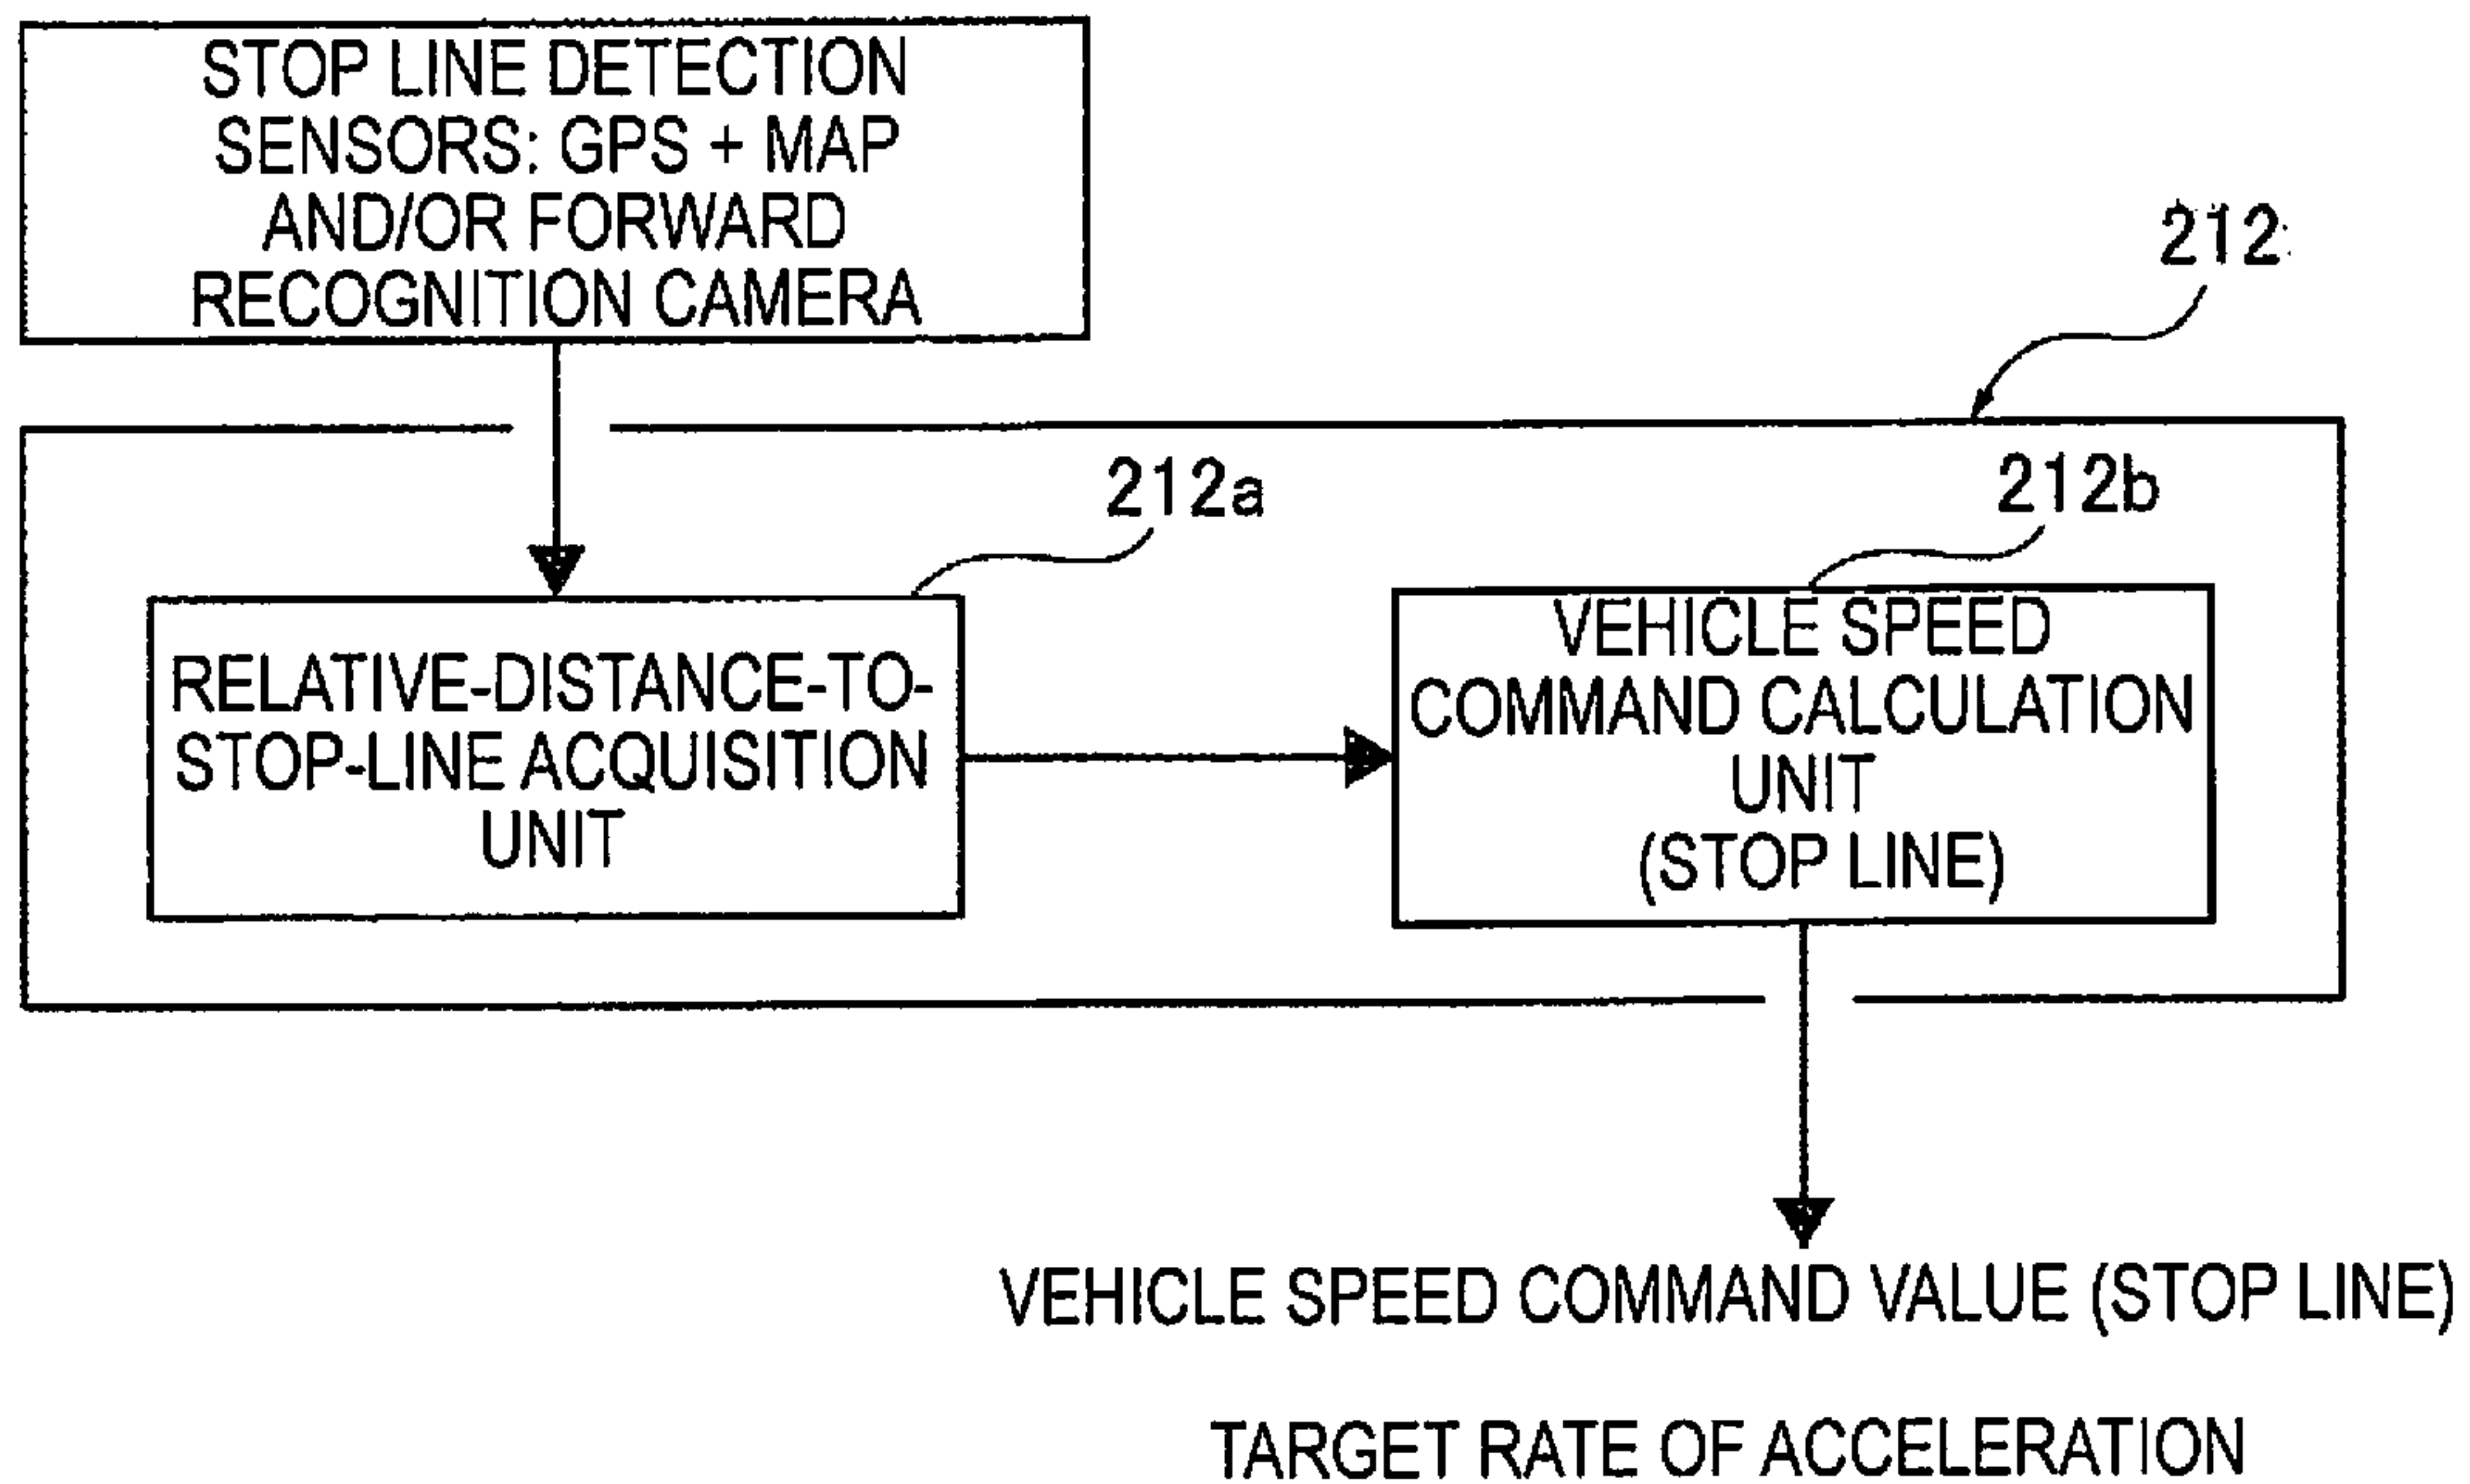 STOP LINE DETECTION
SENSORS: GPS + MAP
AND/OR FORWARD
RECOGNITION CAMERA
212
212a
212b
RELATIVE-DISTANCE-TO-
STOP-LINE ACQUISITION
UNIT
VEHICLE SPEED
COMMAND CALCULATION
UNIT
(STOP LINE)
VEHICLE SPEED COMMAND VALUE (STOP LINE)
TARGET RATE OF ACCELERATION